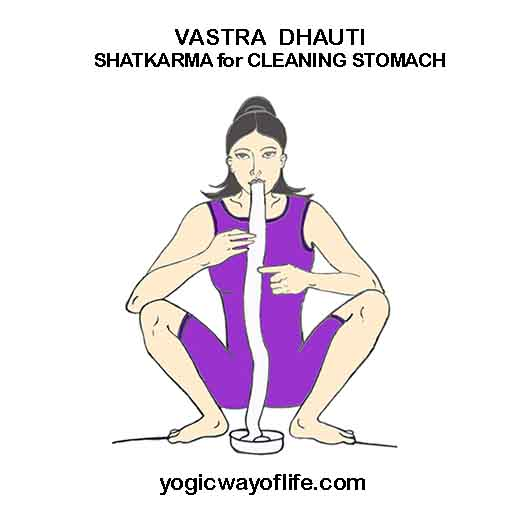 VASTRA DHAUTI
SHATKARMA for CLEANING STOMACH
yogicwayoflife.com